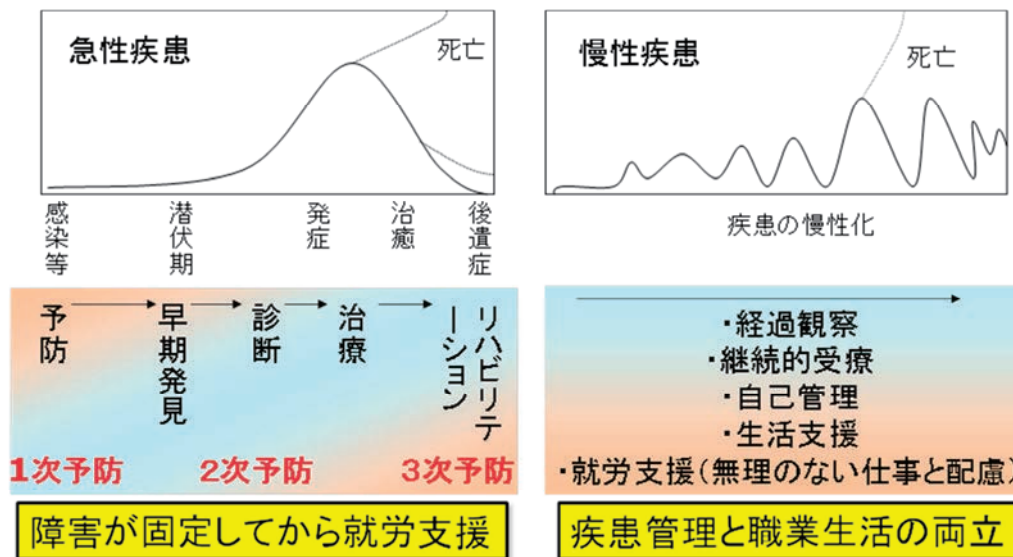 急性疾患
死亡
感染等
潜伏期
発症
治癒
後遺症
予防
早期発見
診断
治療
リハビリテーション
1次予防
2次予防
3次予防
障害が固定してから就労支援
慢性疾患
死亡
疾患の慢性化
・経過観察
・継続的受療
・自己管理
・生活支援
・就労支援(無理のない仕事と配慮)
疾患管理と職業生活の両立